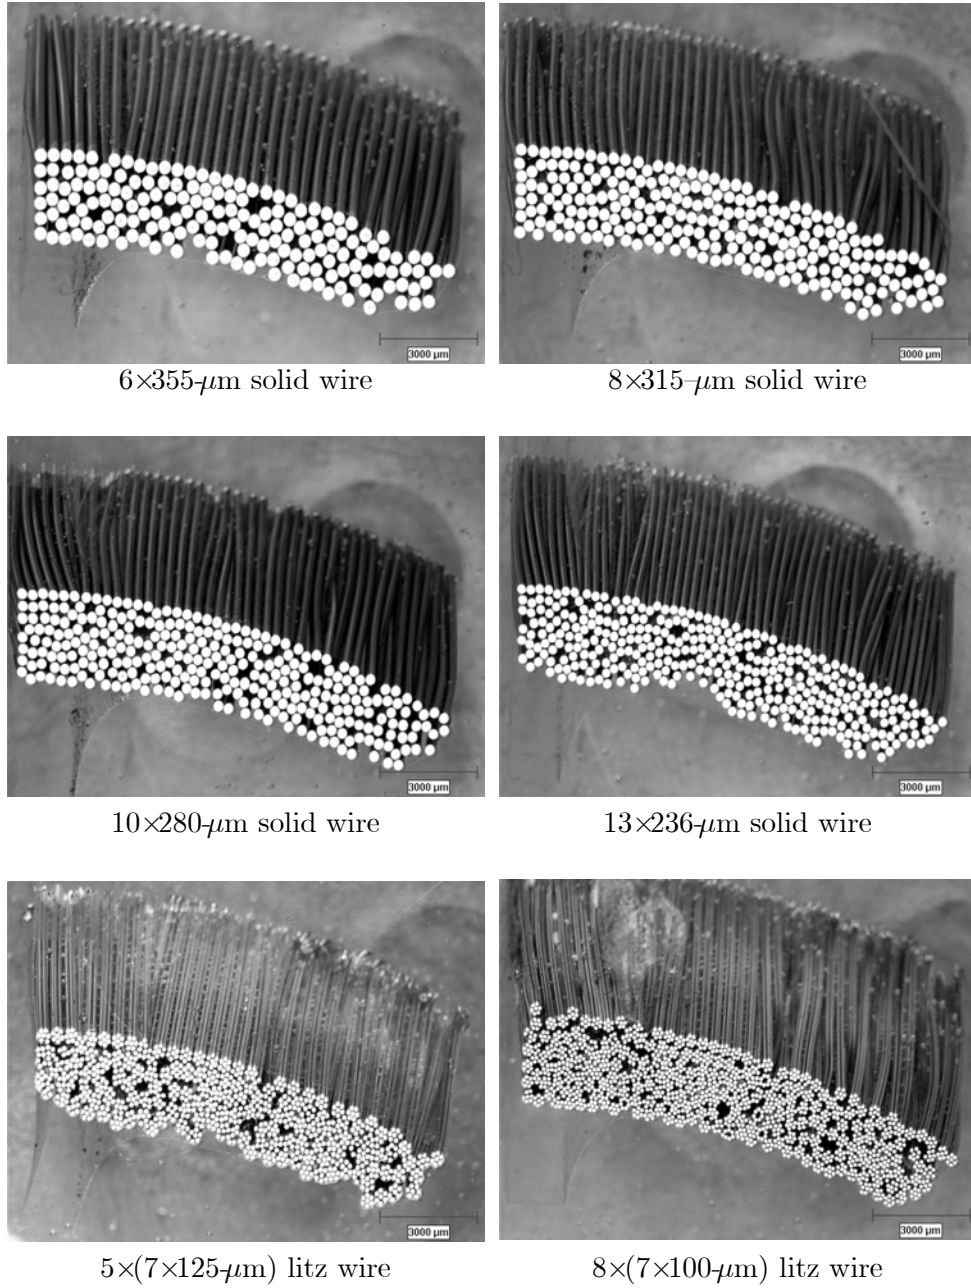 3000 µm
3000 µm
6×355-µm solid wire
8×315-µm solid wire
3000 µm
3000 µm
10×280-µm solid wire
13×236-µm solid wire
3000 µm
3000 µm
5×(7×125-µm) litz wire
8×(7×100-µm) litz wire